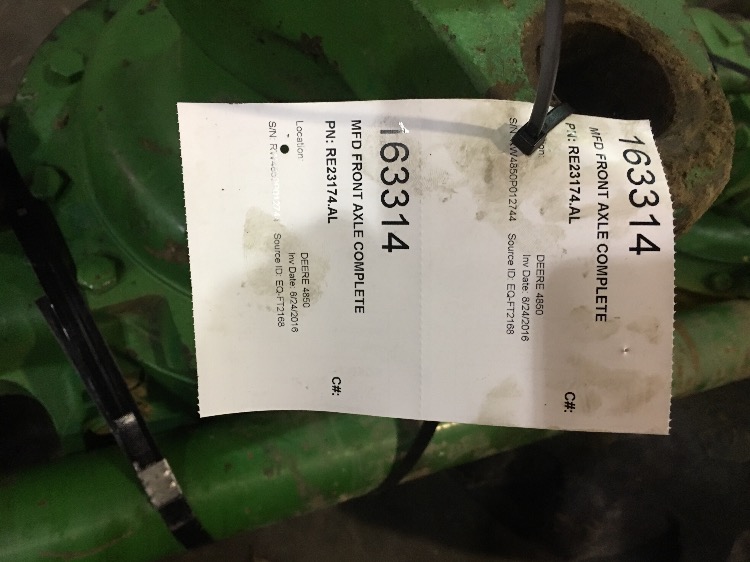 163314
MFD FRONT AXLE COMPLETE
PN: RE23174.AL C#:
DEERE 4850
Inv Date: 8/24/2016
S/N: RW4850P012744 Source ID: EQ-FT2168
163314
MFD FRONT AXLE COMPLETE
PN: RE23174.AL C#:
DEERE 4850
Location: Inv Date: 8/24/2016
S/N: Source ID: EQ-FT2168